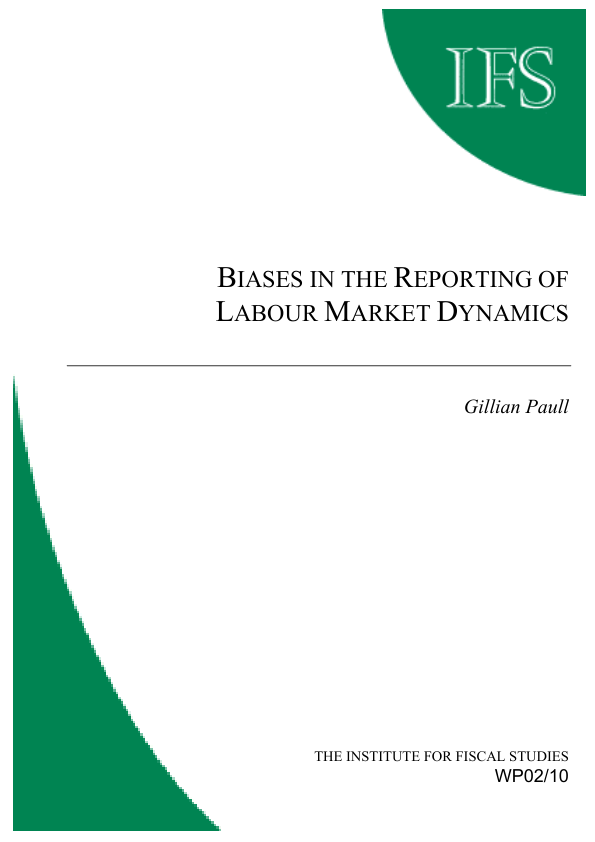 IFS
BIASES IN THE REPORTING OF
LABOUR MARKET DYNAMICS
Gillian Paull
THE INSTITUTE FOR FISCAL STUDIES
WP02/10